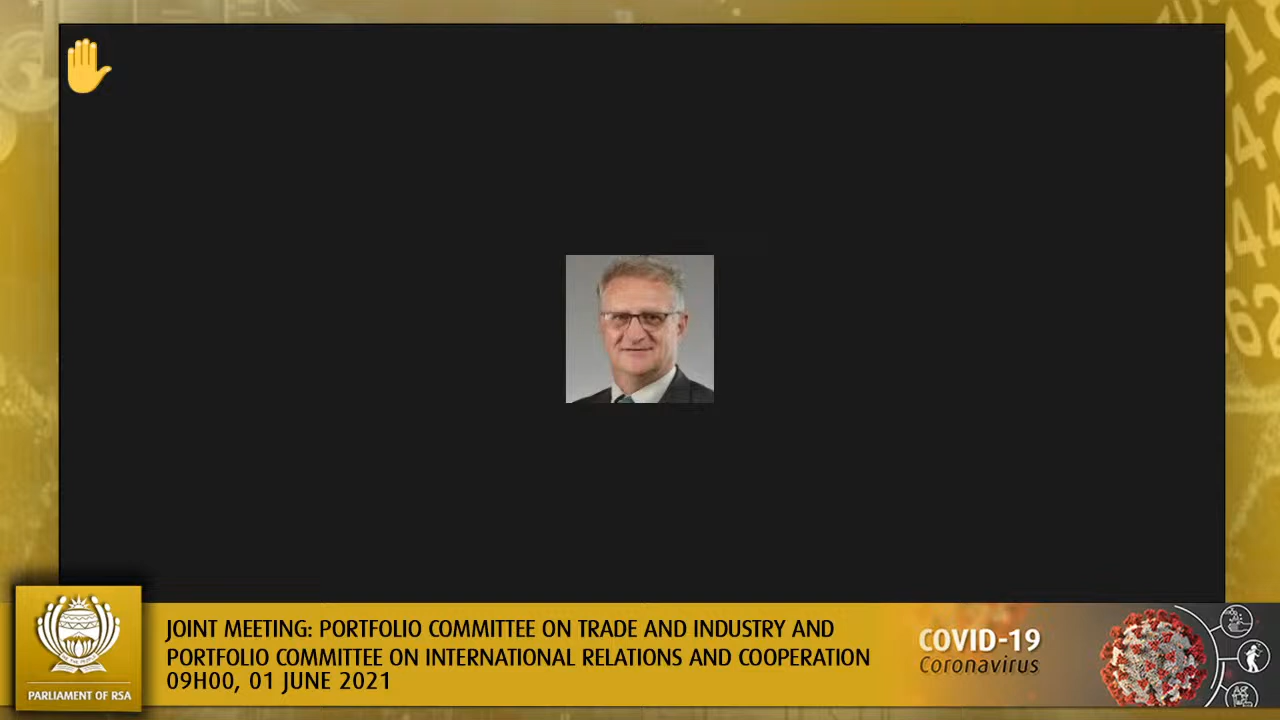 JOINT MEETING: PORTFOLIO COMMITTEE ON TRADE AND INDUSTRY AND
PORTFOLIO COMMITTEE ON INTERNATIONAL RELATIONS AND COOPERATION
09H00, 01 JUNE 2021
PARLIAMENT OF RSA
COVID-19
Coronavirus